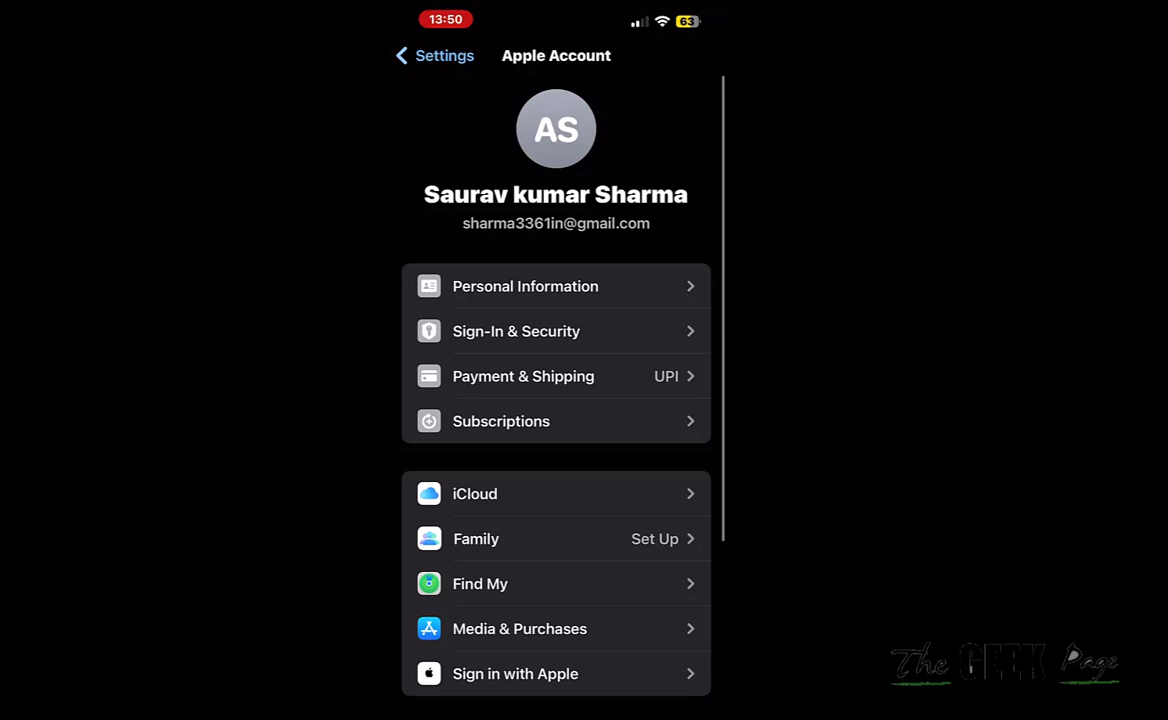 13:50
63
Settings
Apple Account
AS
Saurav kumar Sharma
sharma3361in@gmail.com
Personal Information
Sign-In & Security
Payment & Shipping UPI
Subscriptions
iCloud
Family Set Up
Find My
Media & Purchases
Sign in with Apple
The GEEK Page